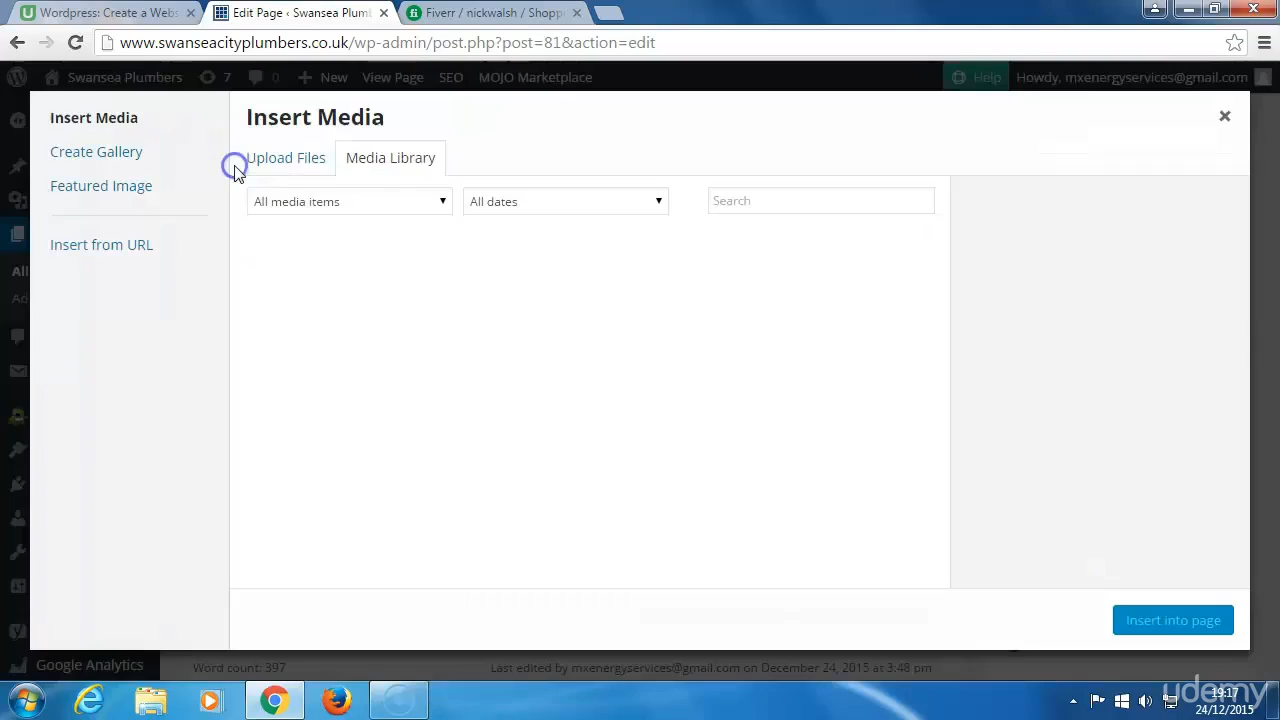 Wordpress: Create a Webs
Edit Page ‹ Swansea Plumb
Fiverr / nickwalsh / Shopp
www.swanseacityplumbers.co.uk/wp-admin/post.php?post=81&action=edit
Swansea Plumbers
7
0
New
View Page
SEO
MOJO Marketplace
Help
Howdy, mxenergyservices@gmail.com
Insert Media
Create Gallery
Featured Image
Insert from URL
Insert Media
Upload Files
Media Library
All media items
All dates
Search
All
Ad
Insert into page
Google Analytics
Word count: 397
Last edited by mxenergyservices@gmail.com on December 24, 2015 at 3:48 pm
udemy
19:17
24/12/2015